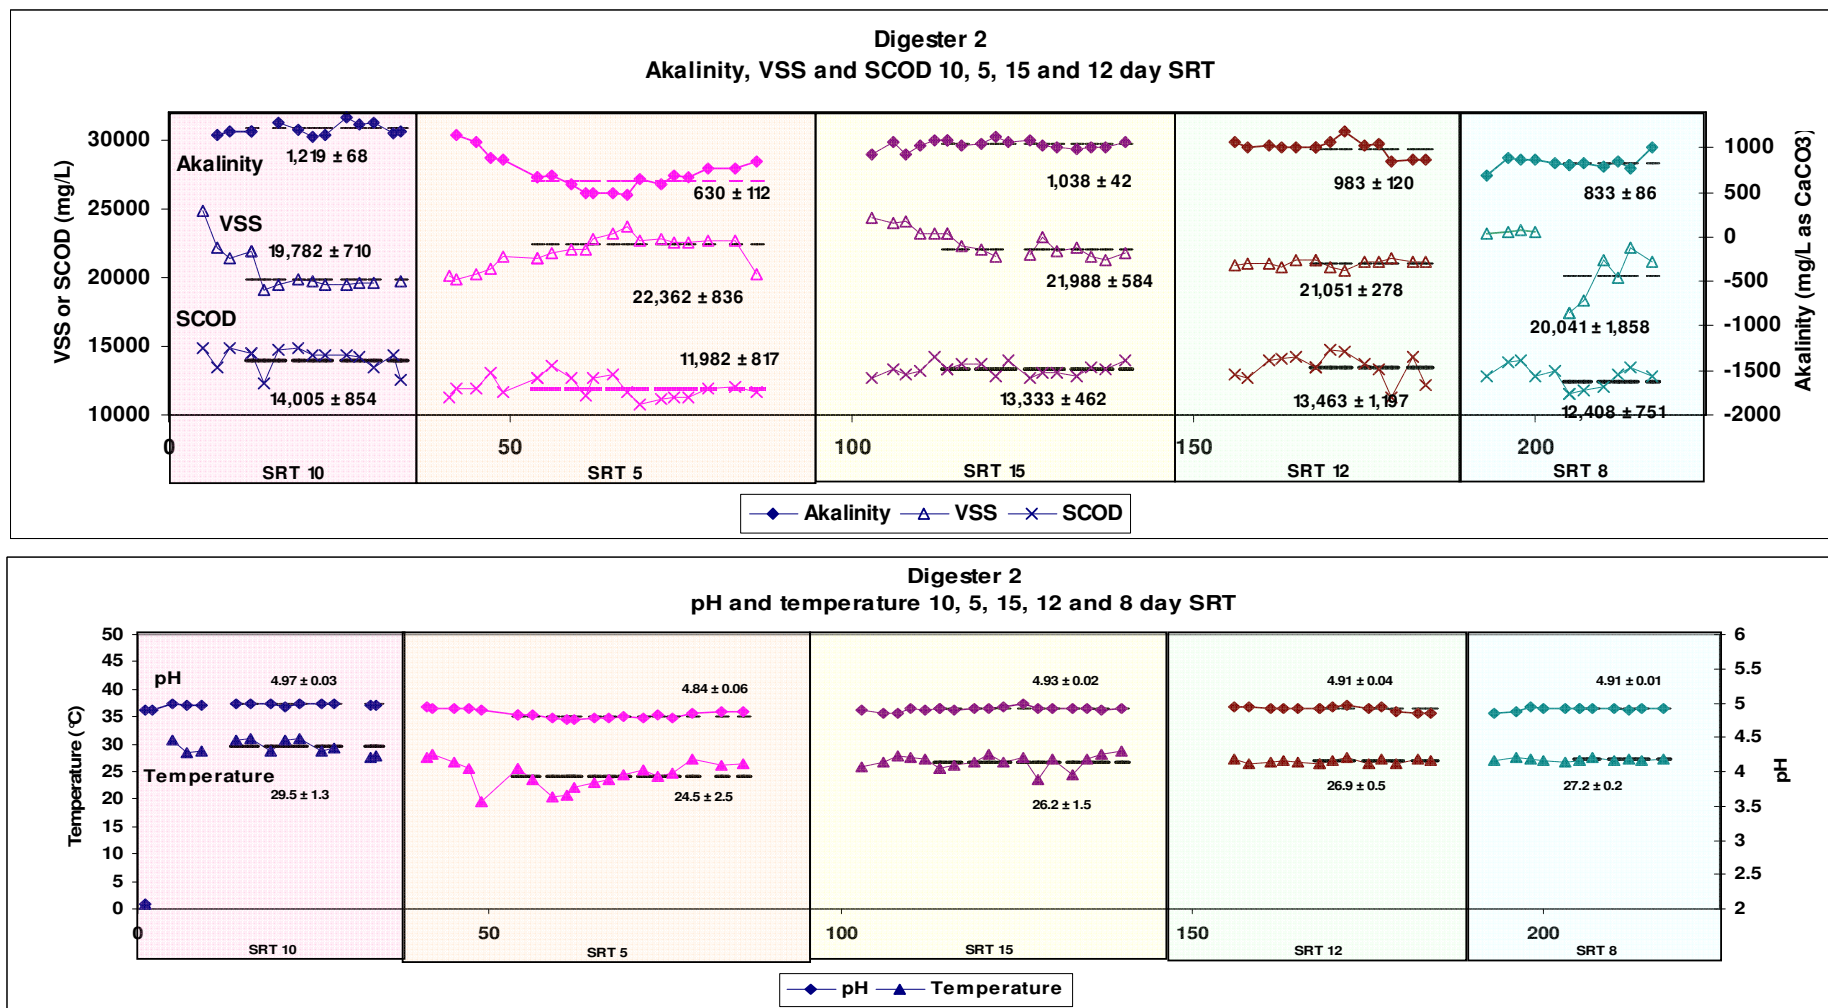 Digester 2
Akalinity, VSS and SCOD 10, 5, 15 and 12 day SRT
VSS or SCOD (mg/L)
30000
25000
20000
15000
10000
Akalinity
1,219 ± 68
VSS
19,782 ± 710
SCOD
14,005 ± 854
630 ± 112
22,362 ± 836
11,982 ± 817
1,038 ± 42
21,988 ± 584
13,333 ± 462
983 ± 120
21,051 ± 278
13,463 ± 1,197
833 ± 86
20,041 ± 1,858
12,408 ± 751
1000
500
0
-500
-1000
-1500
-2000
Akalinity (mg/L as CaCO3)
0 50 100 150 200
SRT 10 SRT 5 SRT 15 SRT 12 SRT 8
Akalinity VSS SCOD
Digester 2
pH and temperature 10, 5, 15, 12 and 8 day SRT
Temperature (°C)
50
45
40
35
30
25
20
15
10
5
0
pH
4.97 ± 0.03
Temperature
29.5 ± 1.3
4.84 ± 0.06
24.5 ± 2.5
4.93 ± 0.02
26.2 ± 1.5
4.91 ± 0.04
26.9 ± 0.5
4.91 ± 0.01
27.2 ± 0.2
6
5.5
5
4.5
4
3.5
3
2.5
2
pH
0 50 100 150 200
SRT 10 SRT 5 SRT 15 SRT 12 SRT 8
pH Temperature